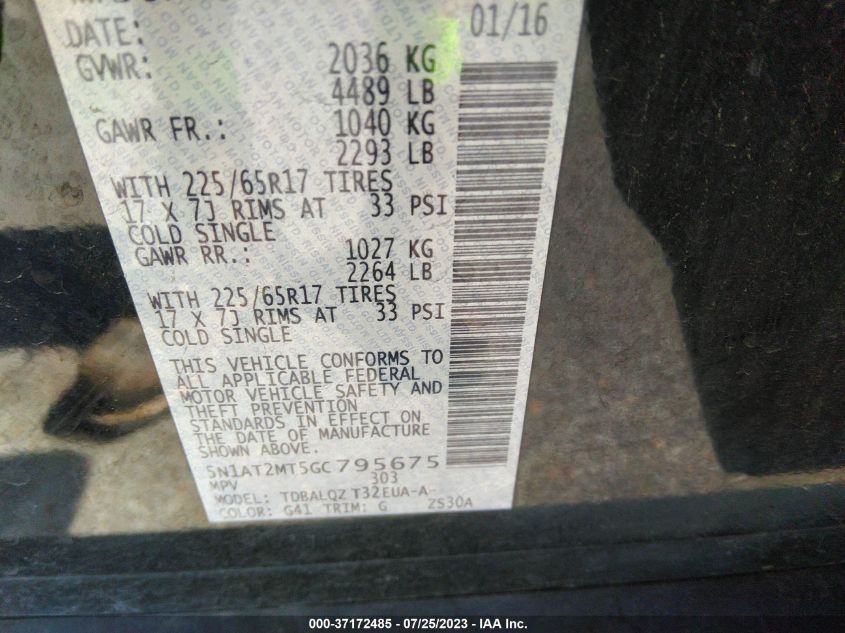 DATE: 01/16
GVWR: 2036 KG
4489 LB
GAWR FR.: 1040 KG
2293 LB
WITH 225/65R17 TIRES
17 X 7J RIMS AT 33 PSI
COLD SINGLE
GAWR RR.: 1027 KG
2264 LB
WITH 225/65R17 TIRES
17 X 7J RIMS AT 33 PSI
COLD SINGLE
THIS VEHICLE CONFORMS TO
ALL APPLICABLE FEDERAL
MOTOR VEHICLE SAFETY AND
THEFT PREVENTION
STANDARDS IN EFFECT ON
THE DATE OF MANUFACTURE
SHOWN ABOVE.
5N1AT2MT5GC795675
MPV 303
MODEL: TDBALQZ T32EUA-A-
COLOR: G41 TRIM: G ZS30A
000-37172485 - 07/25/2023 - IAA Inc.